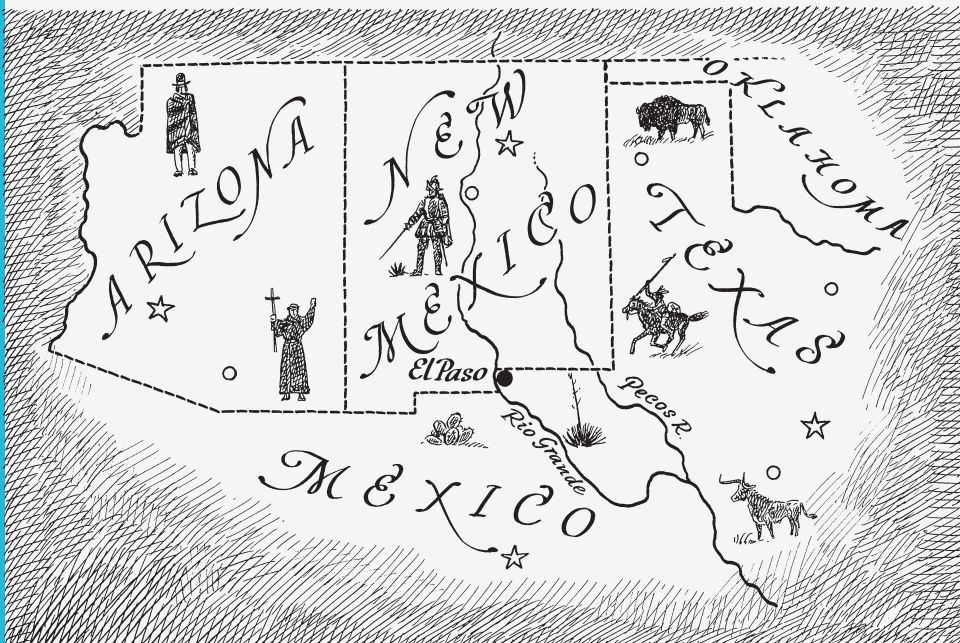 OKLAHOMA
ARIZONA
NEW
MEXICO
TEXAS
El Paso
Pecos R.
Rio Grande
MEXICO